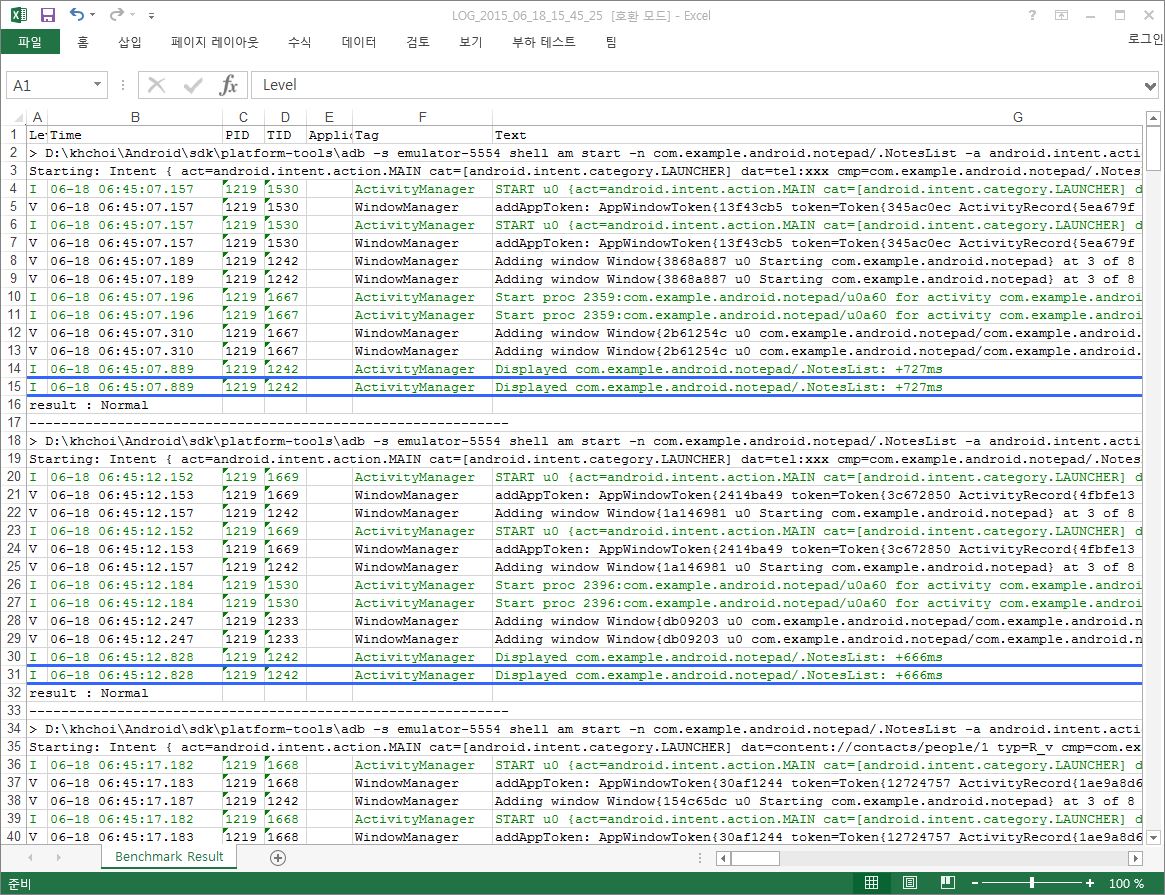 LOG_2015_06_18_15_45_25 [호환 모드] - Excel
파일 홈 삽입 페이지 레이아웃 수식 데이터 검토 보기 부하 테스트 팀 로그인
A1 fx Level
A B C D E F G
1 Le Time PID TID Applic Tag Text
2 > D:\khchoi\Android\sdk\platform-tools\adb -s emulator-5554 shell am start -n com.example.android.notepad/.NotesList -a android.intent.acti
3 Starting: Intent { act=android.intent.action.MAIN cat=[android.intent.category.LAUNCHER] dat=tel:xxx cmp=com.example.android.notepad/.Notes
4 I 06-18 06:45:07.157 1219 1530 ActivityManager START u0 {act=android.intent.action.MAIN cat=[android.intent.category.LAUNCHER] d
5 V 06-18 06:45:07.157 1219 1530 WindowManager addAppToken: AppWindowToken{13f43cb5 token=Token{345ac0ec ActivityRecord{5ea679f
6 I 06-18 06:45:07.157 1219 1530 ActivityManager START u0 {act=android.intent.action.MAIN cat=[android.intent.category.LAUNCHER] d
7 V 06-18 06:45:07.157 1219 1530 WindowManager addAppToken: AppWindowToken{13f43cb5 token=Token{345ac0ec ActivityRecord{5ea679f
8 V 06-18 06:45:07.189 1219 1242 WindowManager Adding window Window{3868a887 u0 Starting com.example.android.notepad} at 3 of 8
9 V 06-18 06:45:07.189 1219 1242 WindowManager Adding window Window{3868a887 u0 Starting com.example.android.notepad} at 3 of 8
10 I 06-18 06:45:07.196 1219 1667 ActivityManager Start proc 2359:com.example.android.notepad/u0a60 for activity com.example.androi
11 I 06-18 06:45:07.196 1219 1667 ActivityManager Start proc 2359:com.example.android.notepad/u0a60 for activity com.example.androi
12 V 06-18 06:45:07.310 1219 1667 WindowManager Adding window Window{2b61254c u0 com.example.android.notepad/com.example.android.
13 V 06-18 06:45:07.310 1219 1667 WindowManager Adding window Window{2b61254c u0 com.example.android.notepad/com.example.android.
14 I 06-18 06:45:07.889 1219 1242 ActivityManager Displayed com.example.android.notepad/.NotesList: +727ms
15 I 06-18 06:45:07.889 1219 1242 ActivityManager Displayed com.example.android.notepad/.NotesList: +727ms
16 result : Normal
17 ------------------------------------------------------------
18 > D:\khchoi\Android\sdk\platform-tools\adb -s emulator-5554 shell am start -n com.example.android.notepad/.NotesList -a android.intent.acti
19 Starting: Intent { act=android.intent.action.MAIN cat=[android.intent.category.LAUNCHER] dat=tel:xxx cmp=com.example.android.notepad/.Notes
20 I 06-18 06:45:12.152 1219 1669 ActivityManager START u0 {act=android.intent.action.MAIN cat=[android.intent.category.LAUNCHER] d
21 V 06-18 06:45:12.153 1219 1669 WindowManager addAppToken: AppWindowToken{2414ba49 token=Token{3c672850 ActivityRecord{4fbfe13
22 V 06-18 06:45:12.157 1219 1242 WindowManager Adding window Window{1a146981 u0 Starting com.example.android.notepad} at 3 of 8
23 I 06-18 06:45:12.152 1219 1669 ActivityManager START u0 {act=android.intent.action.MAIN cat=[android.intent.category.LAUNCHER] d
24 V 06-18 06:45:12.153 1219 1669 WindowManager addAppToken: AppWindowToken{2414ba49 token=Token{3c672850 ActivityRecord{4fbfe13
25 V 06-18 06:45:12.157 1219 1242 WindowManager Adding window Window{1a146981 u0 Starting com.example.android.notepad} at 3 of 8
26 I 06-18 06:45:12.184 1219 1530 ActivityManager Start proc 2396:com.example.android.notepad/u0a60 for activity com.example.androi
27 I 06-18 06:45:12.184 1219 1530 ActivityManager Start proc 2396:com.example.android.notepad/u0a60 for activity com.example.androi
28 V 06-18 06:45:12.247 1219 1233 WindowManager Adding window Window{db09203 u0 com.example.android.notepad/com.example.android.n
29 V 06-18 06:45:12.247 1219 1233 WindowManager Adding window Window{db09203 u0 com.example.android.notepad/com.example.android.n
30 I 06-18 06:45:12.828 1219 1242 ActivityManager Displayed com.example.android.notepad/.NotesList: +666ms
31 I 06-18 06:45:12.828 1219 1242 ActivityManager Displayed com.example.android.notepad/.NotesList: +666ms
32 result : Normal
33 ------------------------------------------------------------
34 > D:\khchoi\Android\sdk\platform-tools\adb -s emulator-5554 shell am start -n com.example.android.notepad/.NotesList -a android.intent.acti
35 Starting: Intent { act=android.intent.action.MAIN cat=[android.intent.category.LAUNCHER] dat=content://contacts/people/1 typ=R_v cmp=com.ex
36 I 06-18 06:45:17.182 1219 1668 ActivityManager START u0 {act=android.intent.action.MAIN cat=[android.intent.category.LAUNCHER] d
37 V 06-18 06:45:17.183 1219 1668 WindowManager addAppToken: AppWindowToken{30af1244 token=Token{12724757 ActivityRecord{1ae9a8d6
38 V 06-18 06:45:17.187 1219 1242 WindowManager Adding window Window{154c65dc u0 Starting com.example.android.notepad} at 3 of 8
39 I 06-18 06:45:17.182 1219 1668 ActivityManager START u0 {act=android.intent.action.MAIN cat=[android.intent.category.LAUNCHER] d
40 V 06-18 06:45:17.183 1219 1668 WindowManager addAppToken: AppWindowToken{30af1244 token=Token{12724757 ActivityRecord{1ae9a8d6
Benchmark Result
준비 100 %